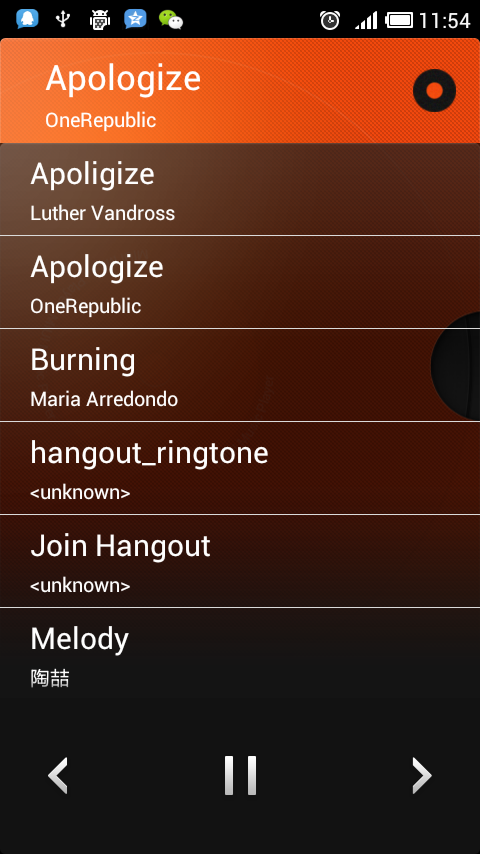 11:54
Apologize
OneRepublic
Apoligize
Luther Vandross
Apologize
OneRepublic
Burning
Maria Arredondo
hangout_ringtone
<unknown>
Join Hangout
<unknown>
Melody
陶喆